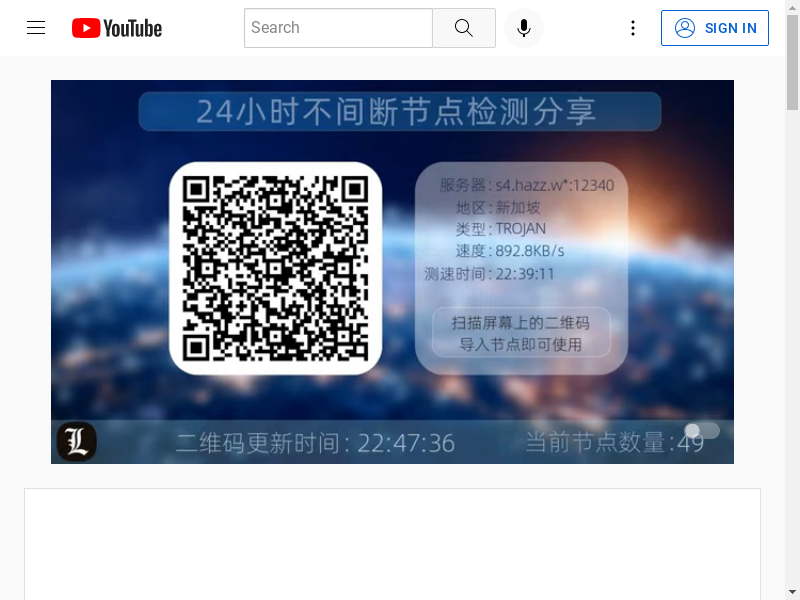 YouTube
Search
SIGN IN
24小时不间断节点检测分享
服务器: s4.hazz.w*:12340
地区: 新加坡
类型: TROJAN
速度: 892.8KB/s
测速时间: 22:39:11
扫描屏幕上的二维码
导入节点即可使用
L
二维码更新时间: 22:47:36
当前节点数量:49